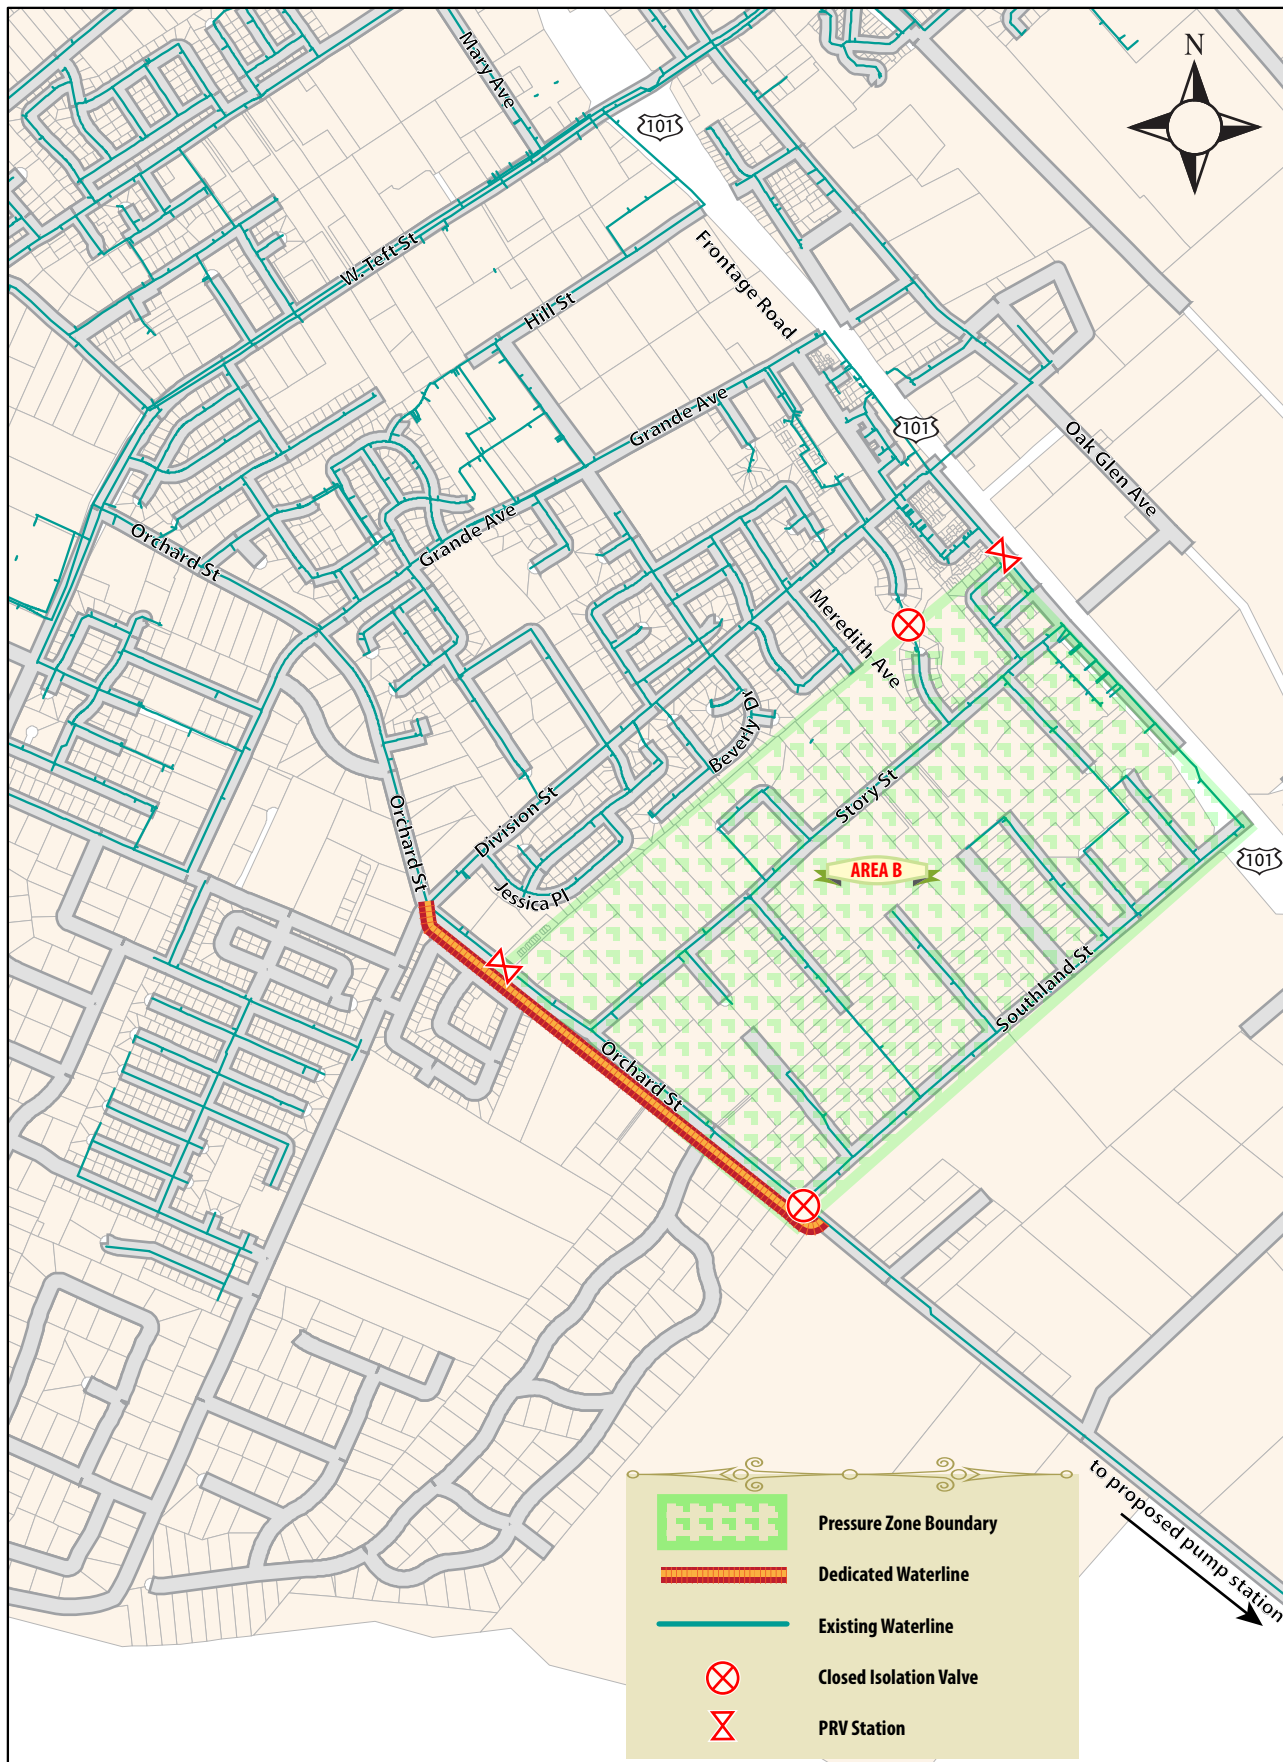 N
Mary Ave
101
W. Teft St
Hill St
Frontage Road
Grande Ave
101
Oak Glen Ave
Orchard St
Grande Ave
Meredith Ave
Beverly Dr
Story St
Orchard St
Division St
Jessica Pl
AREA B
101
Southland St
Orchard St
to proposed pump station
Pressure Zone Boundary
Dedicated Waterline
Existing Waterline
Closed Isolation Valve
PRV Station